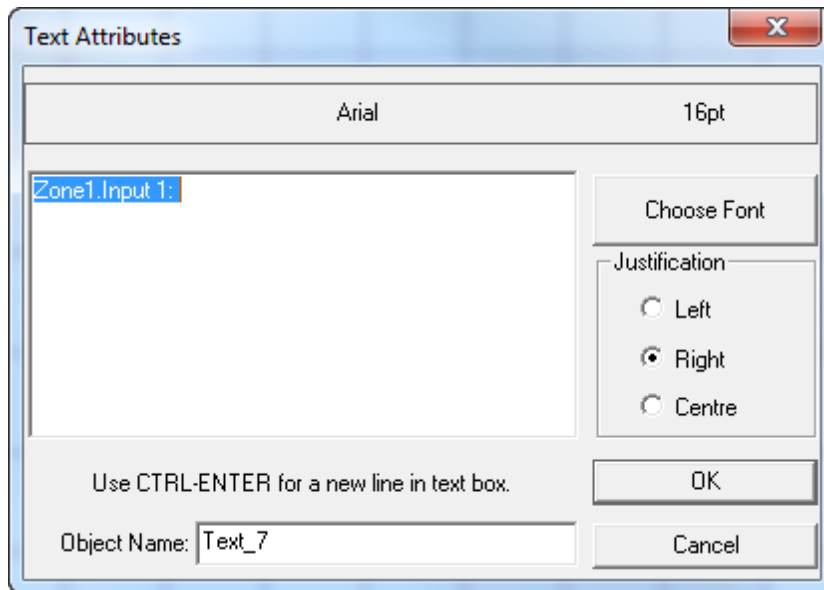 Text Attributes
Arial 16pt
Zone1.Input 1:
Choose Font
Justification
Left
Right
Centre
Use CTRL-ENTER for a new line in text box.
OK
Object Name: Text_7
Cancel